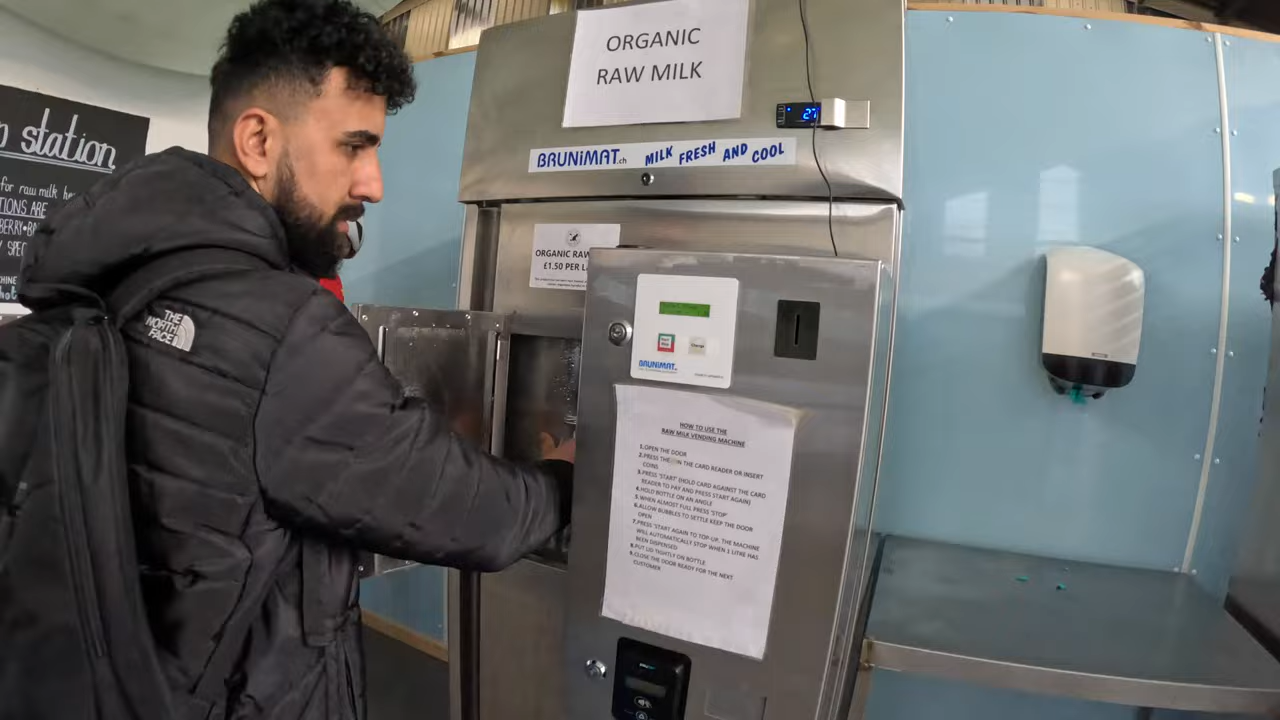 ORGANIC
RAW MILK
27
BRUNIMAT.ch MILK FRESH AND COOL
station
for raw milk
THE
NORTH
FACE
ORGANIC RAW
£1.50 PER
Change
BRUNIMAT
HOW TO USE THE
RAW MILK VENDING MACHINE
1.OPEN THE DOOR
2.PRESS THE IN THE CARD READER OR INSERT
COINS
3.PRESS 'START' (HOLD CARD AGAINST THE CARD
READER TO PAY AND PRESS START AGAIN)
4.HOLD BOTTLE ON AN ANGLE
5.WHEN ALMOST FULL PRESS 'STOP'
6.ALLOW BUBBLES TO SETTLE KEEP THE DOOR
OPEN
7.PRESS 'START AGAIN TO TOP-UP, THE MACHINE
WILL AUTOMATICALLY STOP WHEN 1 LITRE HAS
BEEN DISPENSED
8.PUT LID TIGHTLY ON BOTTLE
9.CLOSE THE DOOR READY FOR THE NEXT
CUSTOMER